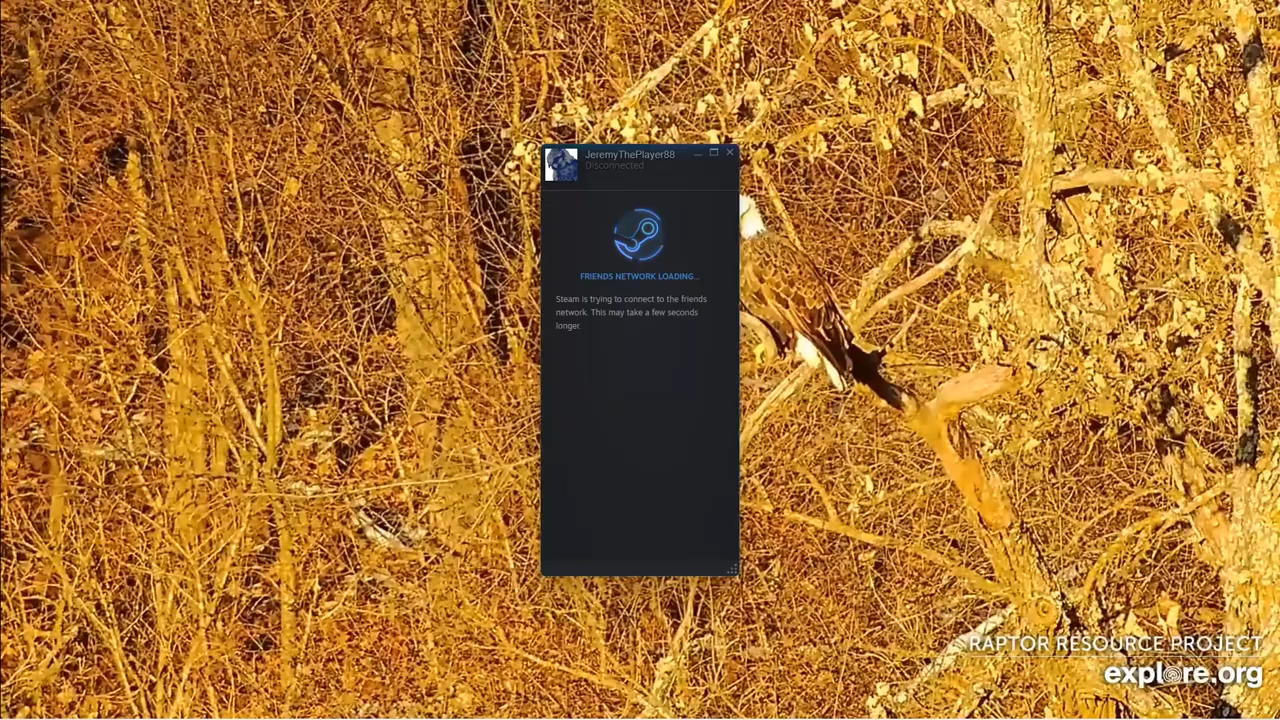 JeremyThePlayer88
Disconnected
FRIENDS NETWORK LOADING...
Steam is trying to connect to the friends
network. This may take a few seconds
longer.
RAPTOR RESOURCE PROJECT
explore.org